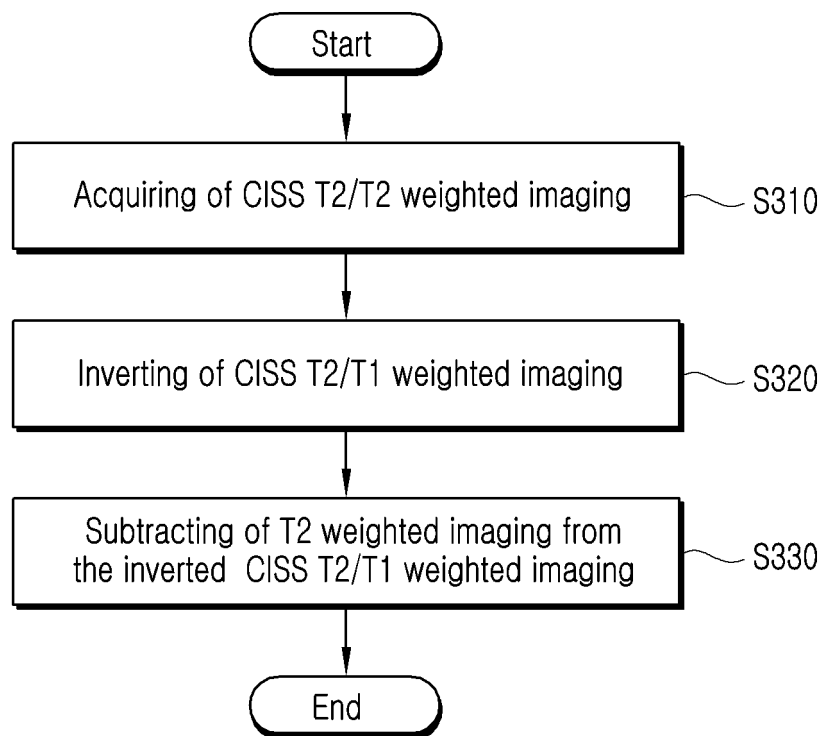 Start
Acquiring of CISS T2/T2 weighted imaging
S310
Inverting of CISS T2/T1 weighted imaging
S320
Subtracting of T2 weighted imaging from
the inverted CISS T2/T1 weighted imaging
S330
End